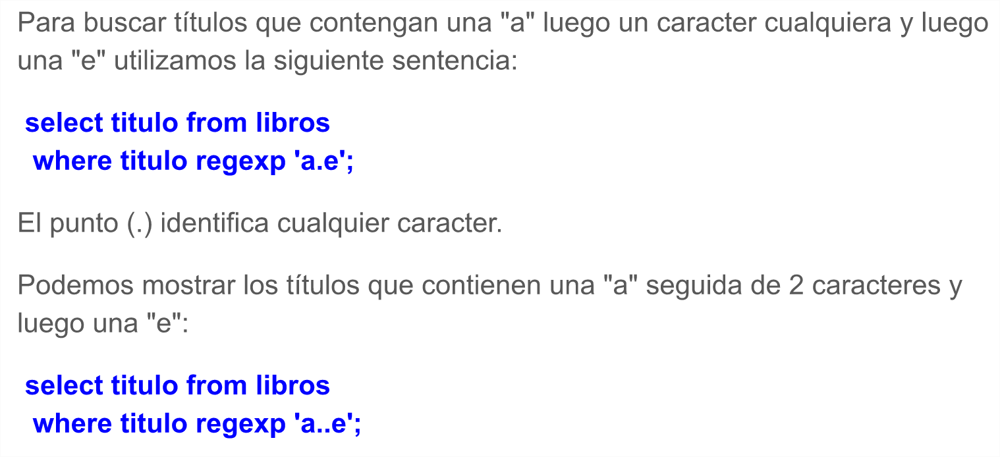 Para buscar títulos que contengan una "a" luego un caracter cualquiera y luego
una "e" utilizamos la siguiente sentencia:
select titulo from libros
where titulo regexp 'a.e';
El punto (.) identifica cualquier caracter.
Podemos mostrar los títulos que contienen una "a" seguida de 2 caracteres y
luego una "e":
select titulo from libros
where titulo regexp 'a..e';